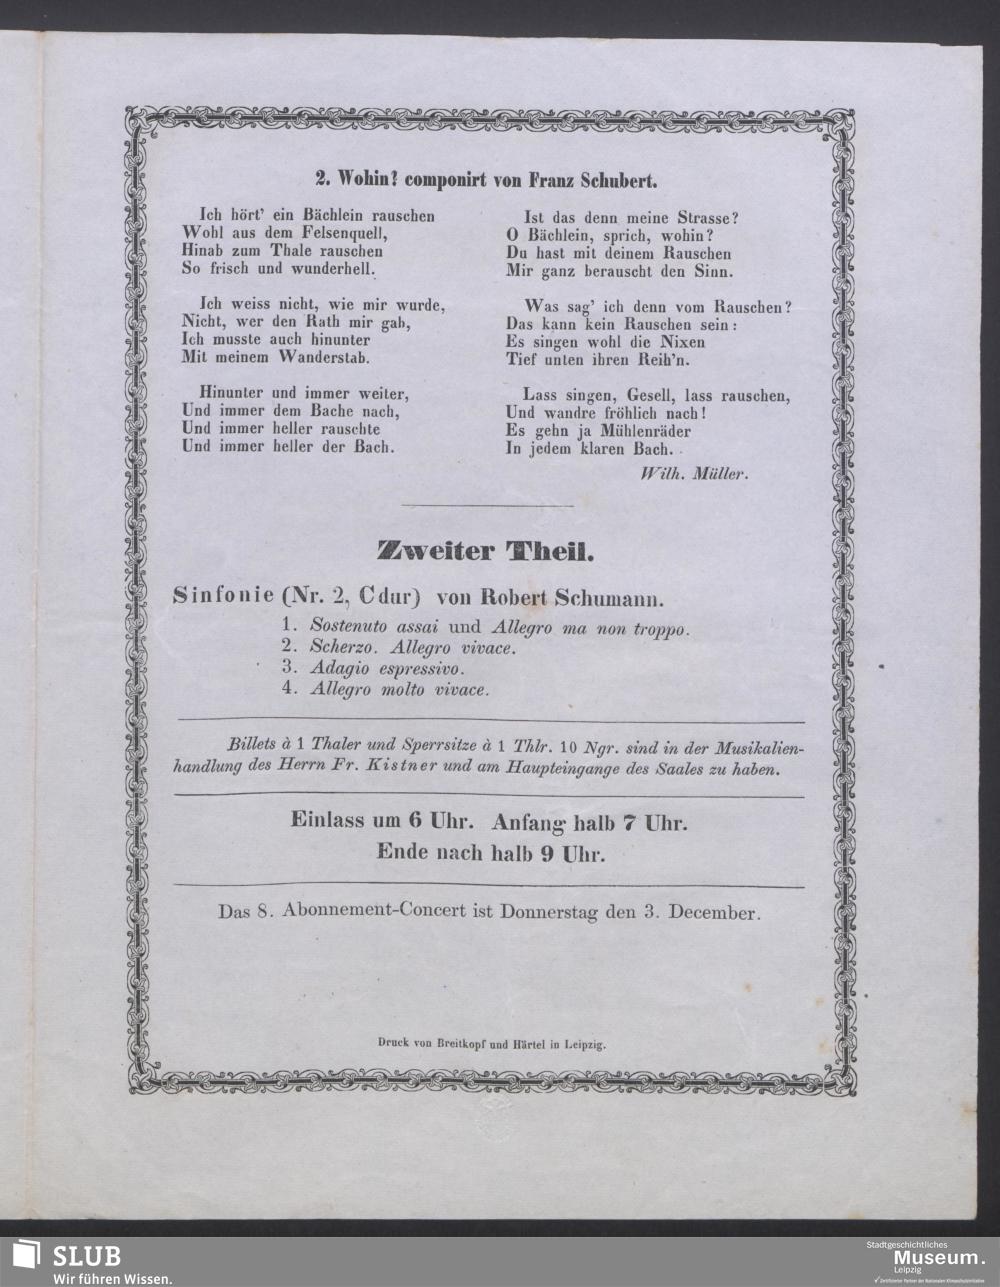 2. Wohin? componirt von Franz Schubert.
Ich hört' ein Bächlein rauschen
Wohl aus dem Felsenquell,
Hinab zum Thale rauschen
So frisch und wunderhell.
Ich weiss nicht, wie mir wurde,
Nicht, wer den Rath mir gab,
Ich musste auch hinunter
Mit meinem Wanderstab.
Hinunter und immer weiter,
Und immer dem Bache nach,
Und immer heller rauschte
Und immer heller der Bach.
Ist das denn meine Strasse?
O Bächlein, sprich, wohin?
Du hast mit deinem Rauschen
Mir ganz berauscht den Sinn.
Was sag' ich denn vom Rauschen?
Das kann kein Rauschen sein:
Es singen wohl die Nixen
Tief unten ihren Reih'n.
Lass singen, Gesell, lass rauschen,
Und wandre fröhlich nach!
Es gehn ja Mühlenräder
In jedem klaren Bach.
Wilh. Müller.
Zweiter Theil.
Sinfonie (Nr. 2, Cdur) von Robert Schumann.
1. Sostenuto assai und Allegro ma non troppo.
2. Scherzo. Allegro vivace.
3. Adagio espressivo.
4. Allegro molto vivace.
Billets à 1 Thaler und Sperrsitze à 1 Thlr. 10 Ngr. sind in der Musikalien-
handlung des Herrn Fr. Kistner und am Haupteingange des Saales zu haben.
Einlass um 6 Uhr. Anfang halb 7 Uhr.
Ende nach halb 9 Uhr.
Das 8. Abonnement-Concert ist Donnerstag den 3. December.
Druck von Breitkopf und Härtel in Leipzig.
SLUB
Wir führen Wissen.
Stadtgeschichtliches
Museum.
Leipzig
✓ Zertifizierter Partner der Nationalen Klimaschutzinitiative